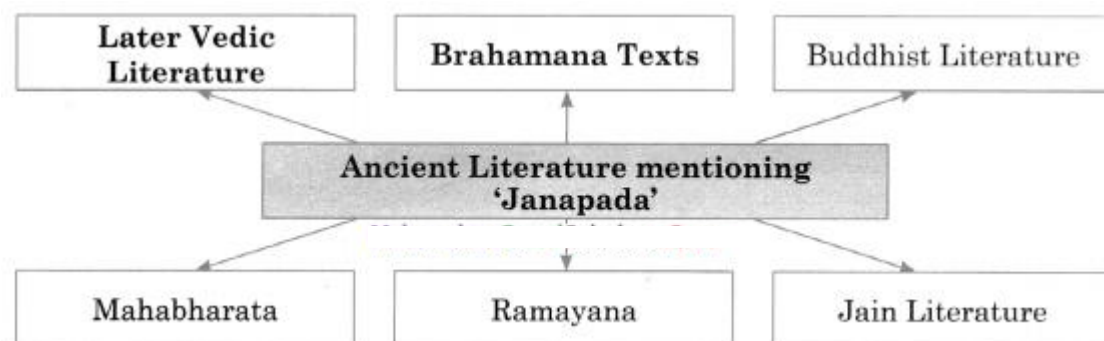 Later Vedic
Literature
Brahamana Texts
Buddhist Literature
Ancient Literature mentioning
‘Janapada’
Mahabharata
Ramayana
Jain Literature